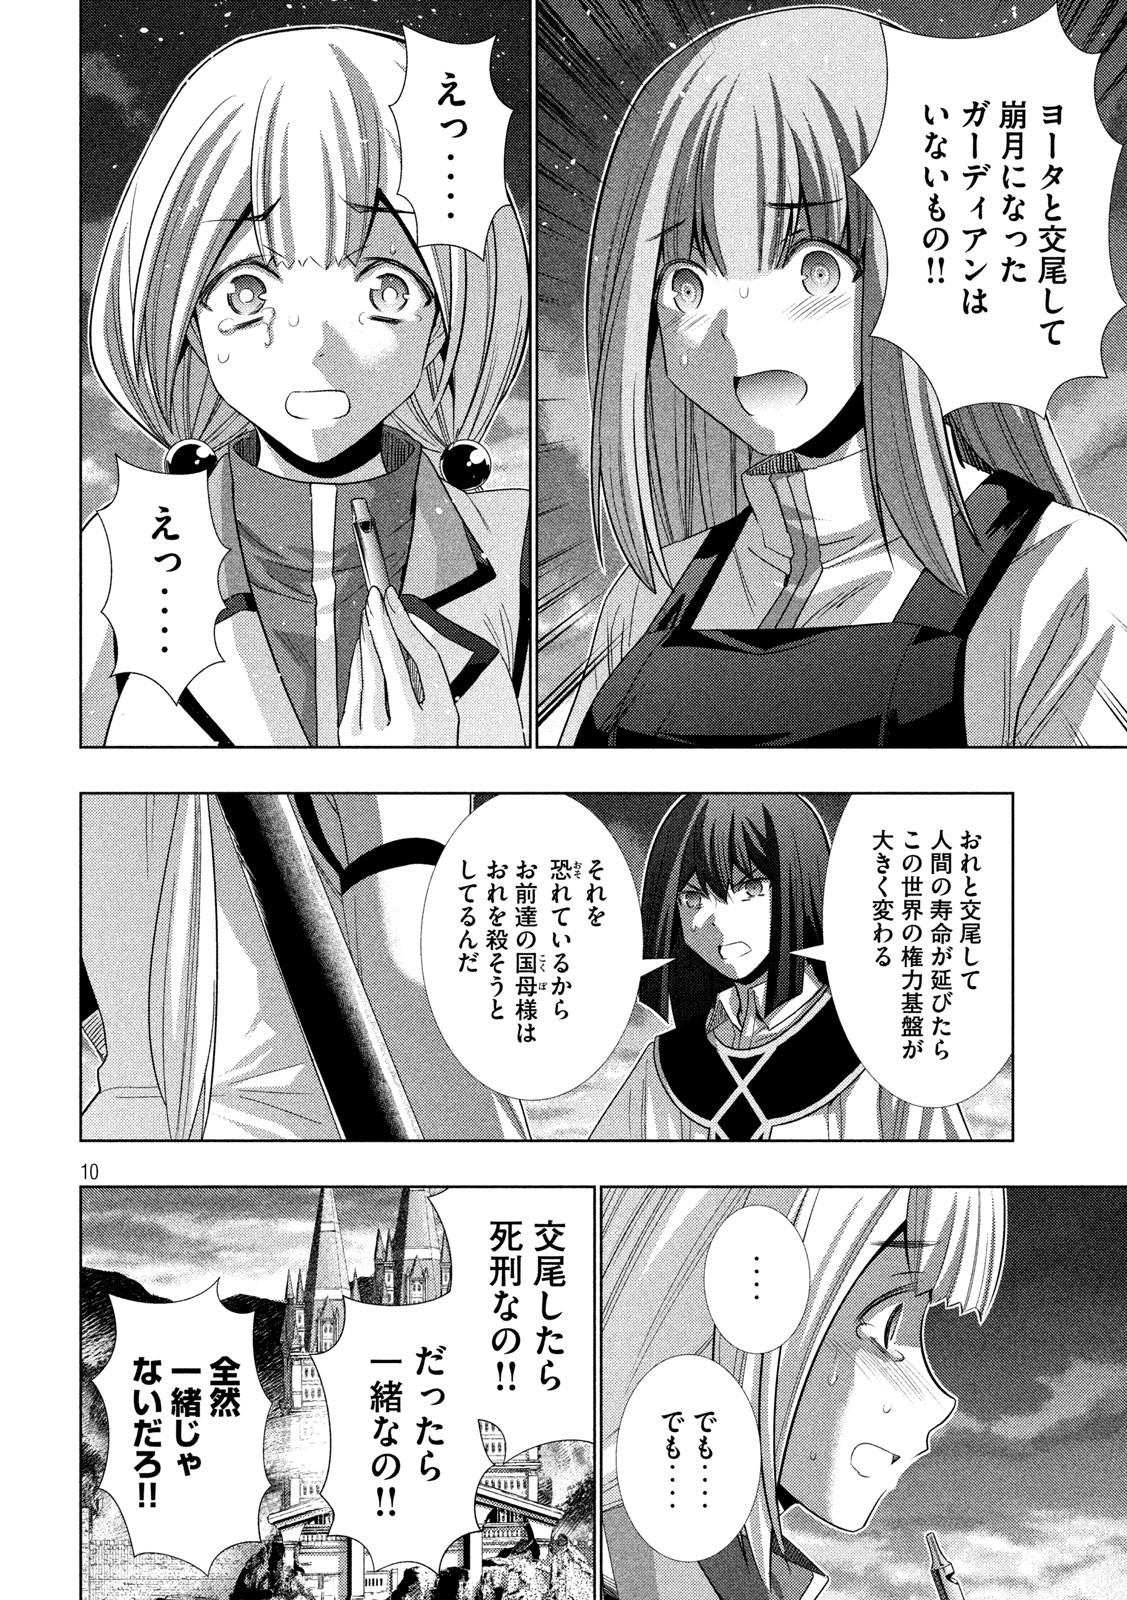 ヨータと交尾して
崩月になった
ガーディアンは
いないもの!!
えっ‥‥
えっ‥‥‥
おれと交尾して
人間の寿命が延びたら
この世界の権力基盤が
大きく変わる
それを
恐れているから
お前達の国母様は
おれを殺そうと
してるんだ
おそ
こくぼ
10
‥‥
でも‥‥
でも‥‥
交尾したら
死刑なの!!
だったら
一緒なの!!
全然
一緒じゃ
ないだろ!!